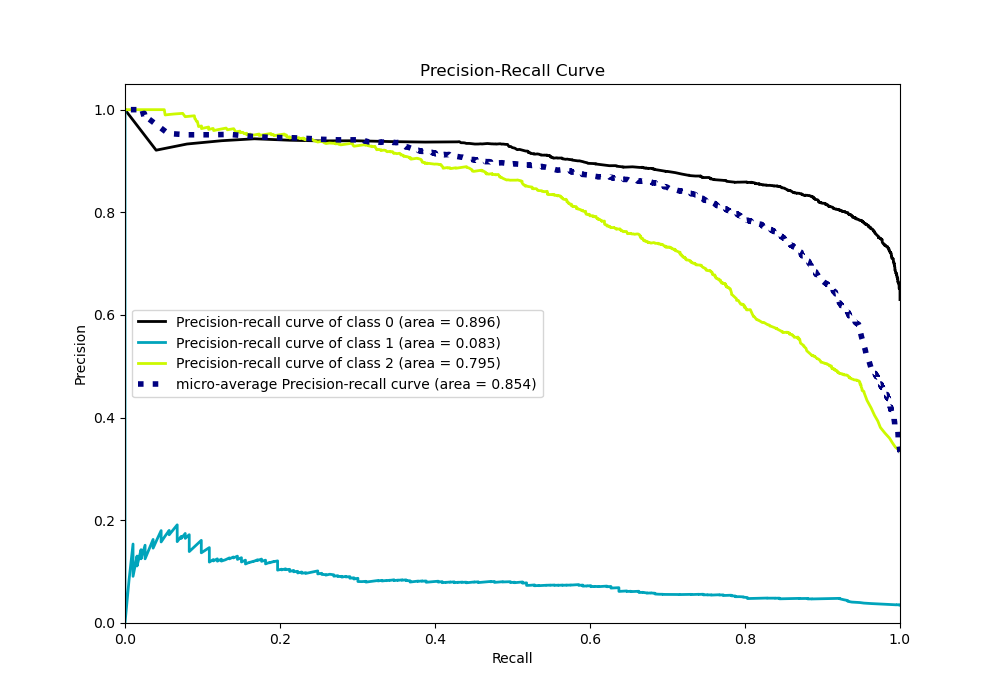 Precision-Recall Curve
1.0
0.8
0.6
0.4
0.2
0.0
Precision
Precision-recall curve of class 0 (area = 0.896)
Precision-recall curve of class 1 (area = 0.083)
Precision-recall curve of class 2 (area = 0.795)
micro-average Precision-recall curve (area = 0.854)
0.0 0.2 0.4 0.6 0.8 1.0
Recall